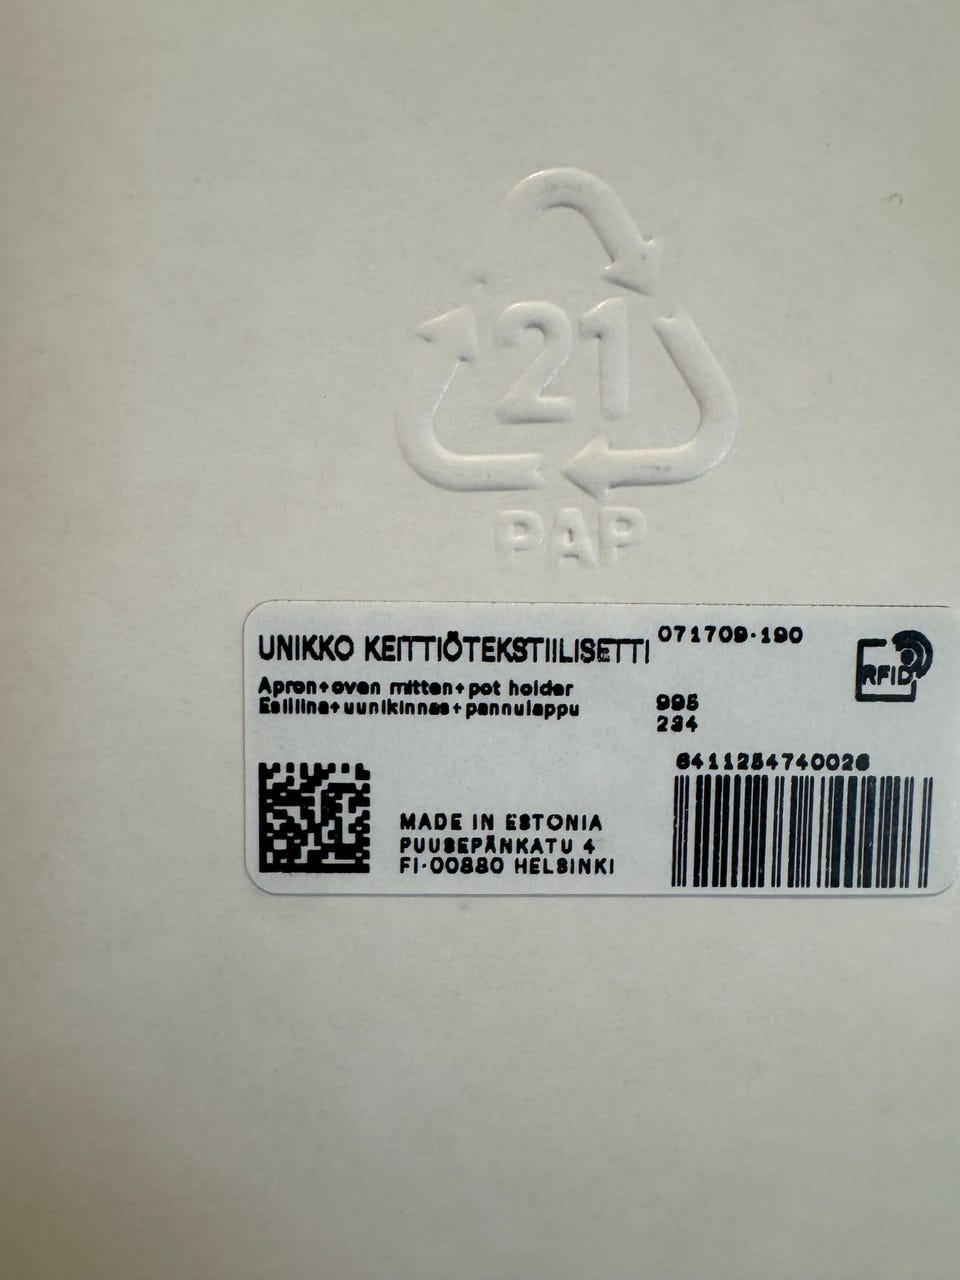 21
PAP
UNIKKO KEITTIÖTEKSTIILISETTI 071709-190
RFID
Apron+oven mitten+pot holder
Esiliina+uunikinnas+pannulappu
995
234
6411254740026
MADE IN ESTONIA
PUUSEPÄNKATU 4
FI-00880 HELSINKI